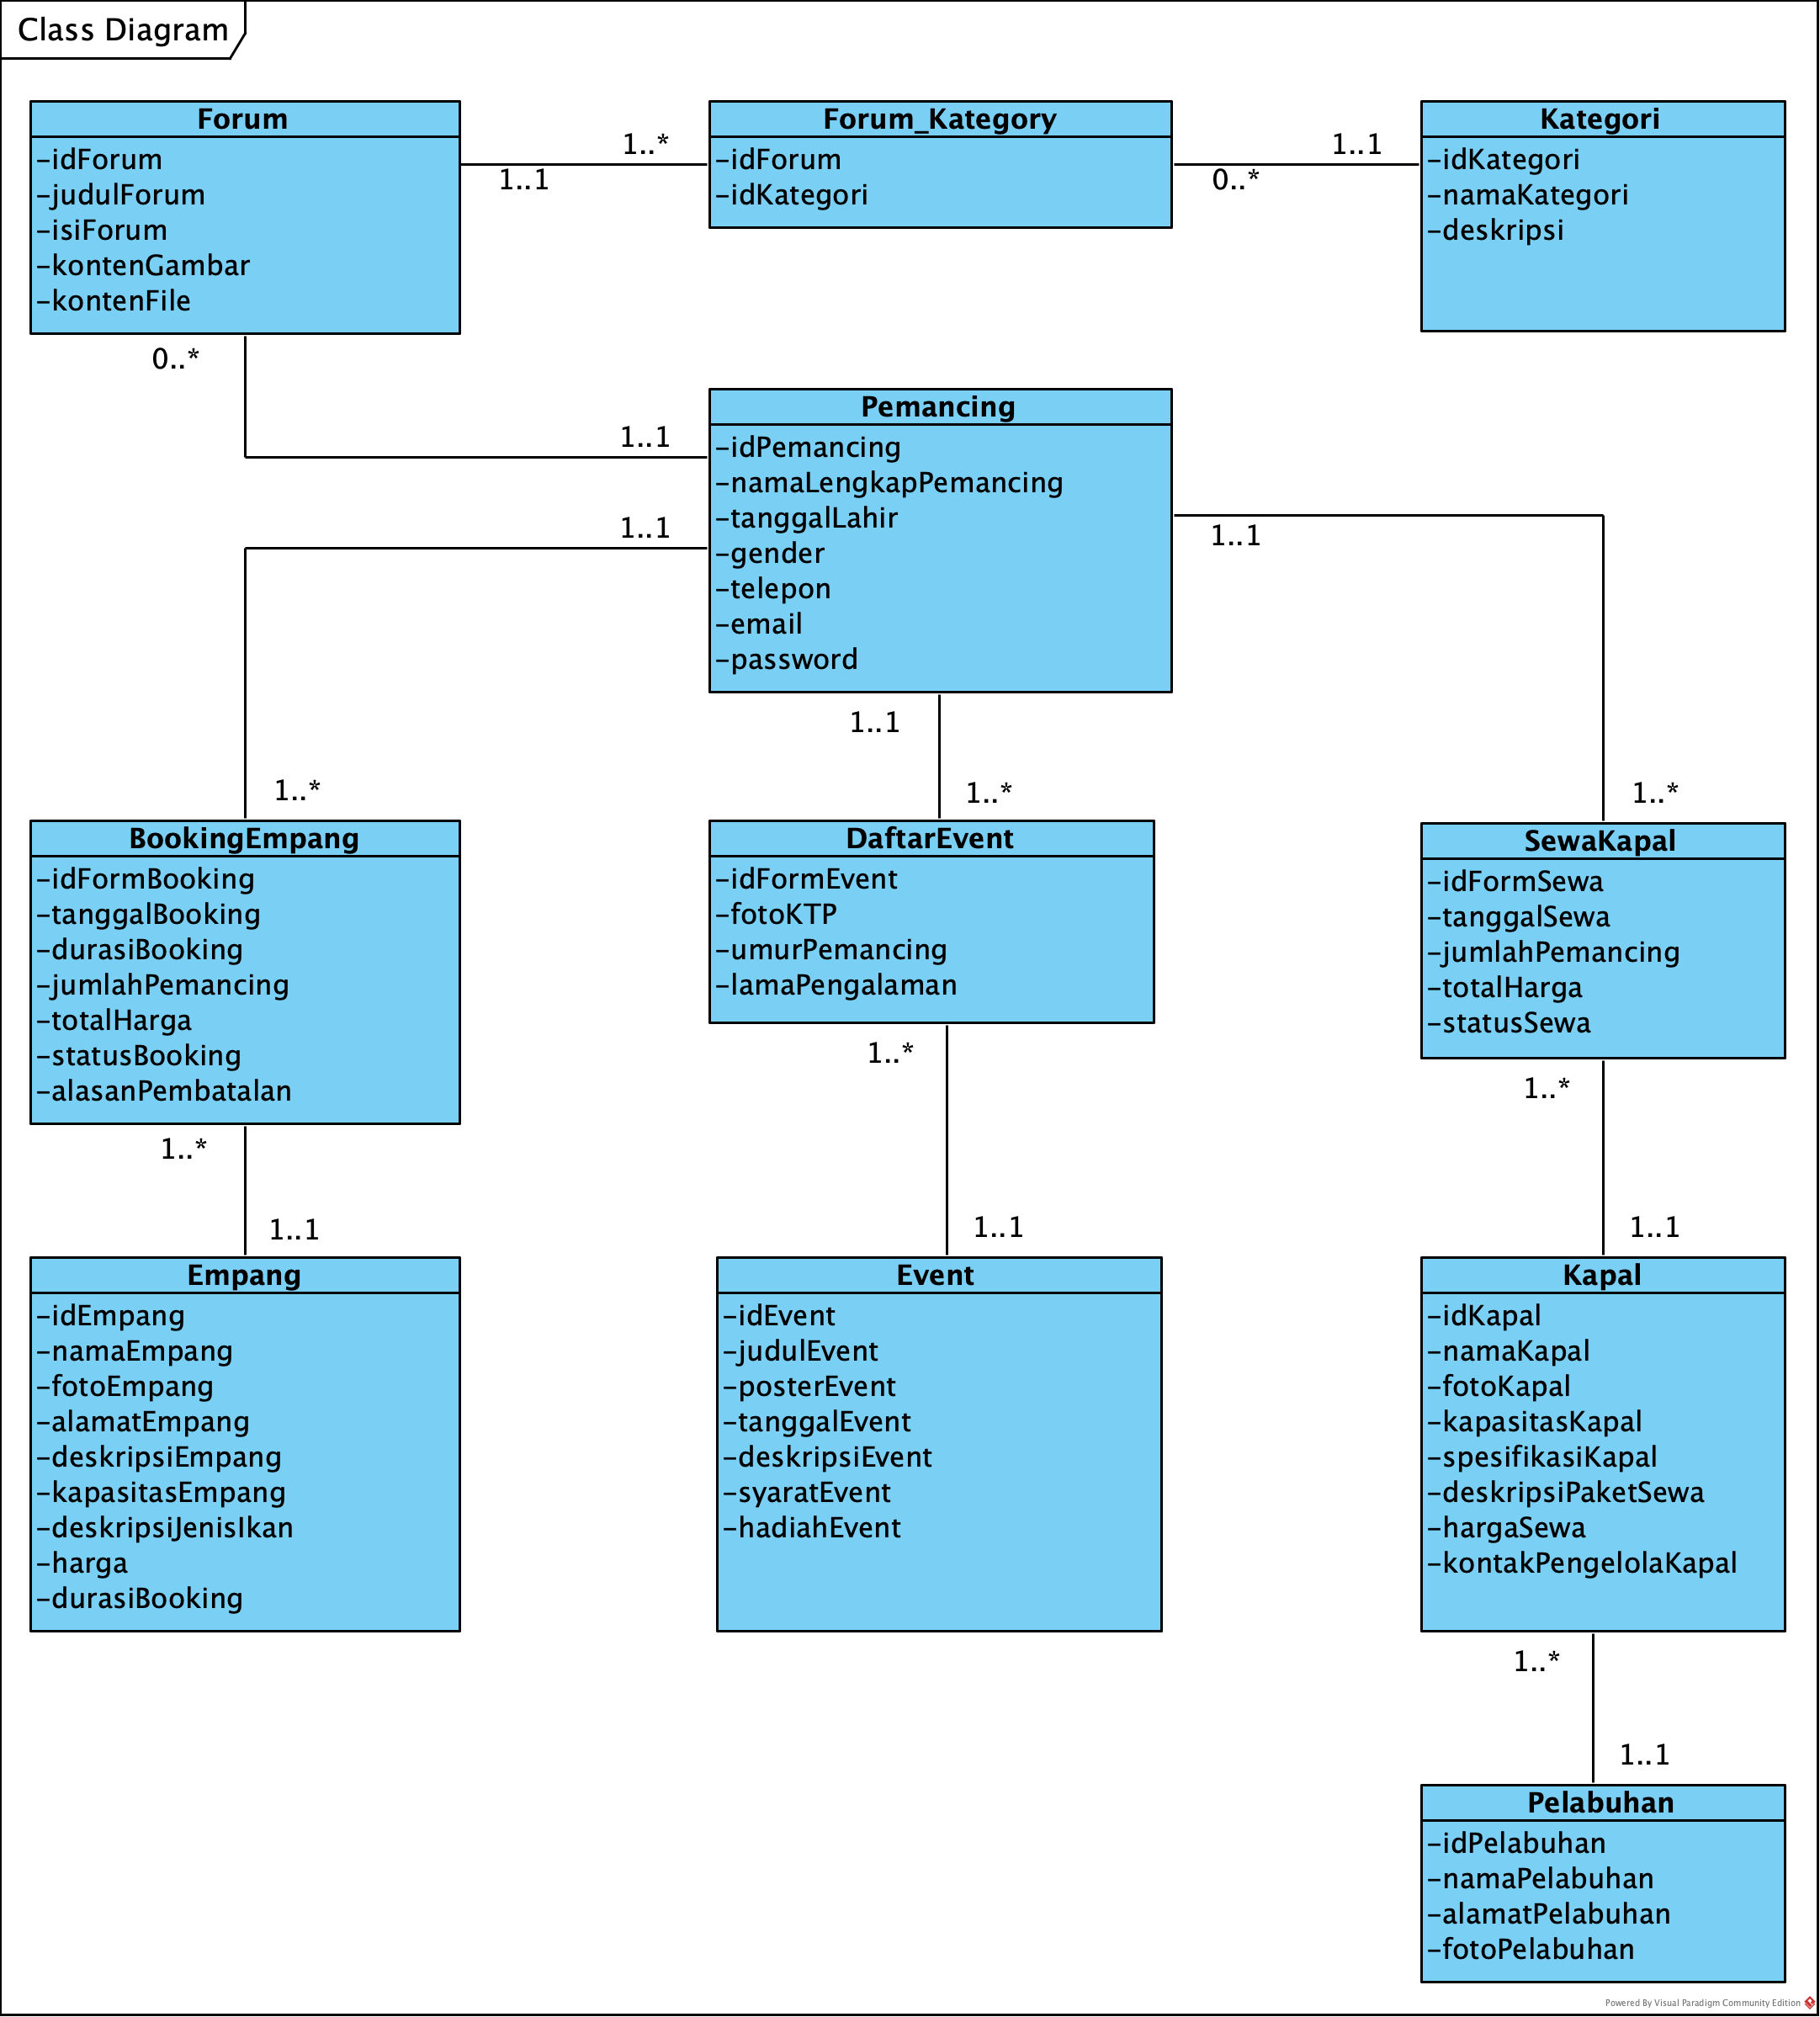 Class Diagram
Forum
-idForum
-judulForum
-isiForum
-kontenGambar
-kontenFile
1..*
1..1
Forum_Kategory
-idForum
-idKategori
1..1
0..*
Kategori
-idKategori
-namaKategori
-deskripsi
0..*
1..1
Pemancing
-idPemancing
-namaLengkapPemancing
-tanggalLahir
-gender
-telepon
-email
-password
1..1
1..1
1..1
1..*
1..*
1..*
BookingEmpang
-idFormBooking
-tanggalBooking
-durasiBooking
-jumlahPemancing
-totalHarga
-statusBooking
-alasanPembatalan
DaftarEvent
-idFormEvent
-fotoKTP
-umurPemancing
-lamaPengalaman
SewaKapal
-idFormSewa
-tanggalSewa
-jumlahPemancing
-totalHarga
-statusSewa
1..*
1..*
1..*
1..1
1..1
1..1
Empang
-idEmpang
-namaEmpang
-fotoEmpang
-alamatEmpang
-deskripsiEmpang
-kapasitasEmpang
-deskripsiJenisIkan
-harga
-durasiBooking
Event
-idEvent
-judulEvent
-posterEvent
-tanggalEvent
-deskripsiEvent
-syaratEvent
-hadiahEvent
Kapal
-idKapal
-namaKapal
-fotoKapal
-kapasitasKapal
-spesifikasiKapal
-deskripsiPaketSewa
-hargaSewa
-kontakPengelolaKapal
1..*
1..1
Pelabuhan
-idPelabuhan
-namaPelabuhan
-alamatPelabuhan
-fotoPelabuhan
Powered By Visual Paradigm Community Edition